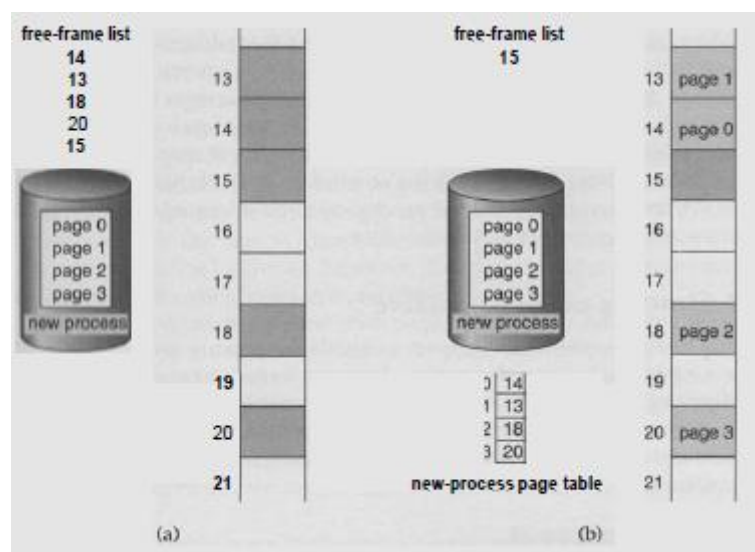 free-frame list
14
13
18
20
15
page 0
page 1
page 2
page 3
new process
13
14
15
16
17
18
19
20
21
(a)
free-frame list
15
page 0
page 1
page 2
page 3
new process
0 14
1 13
2 18
3 20
new-process page table
13 page 1
14 page 0
15
16
17
18 page 2
19
20 page 3
21
(b)